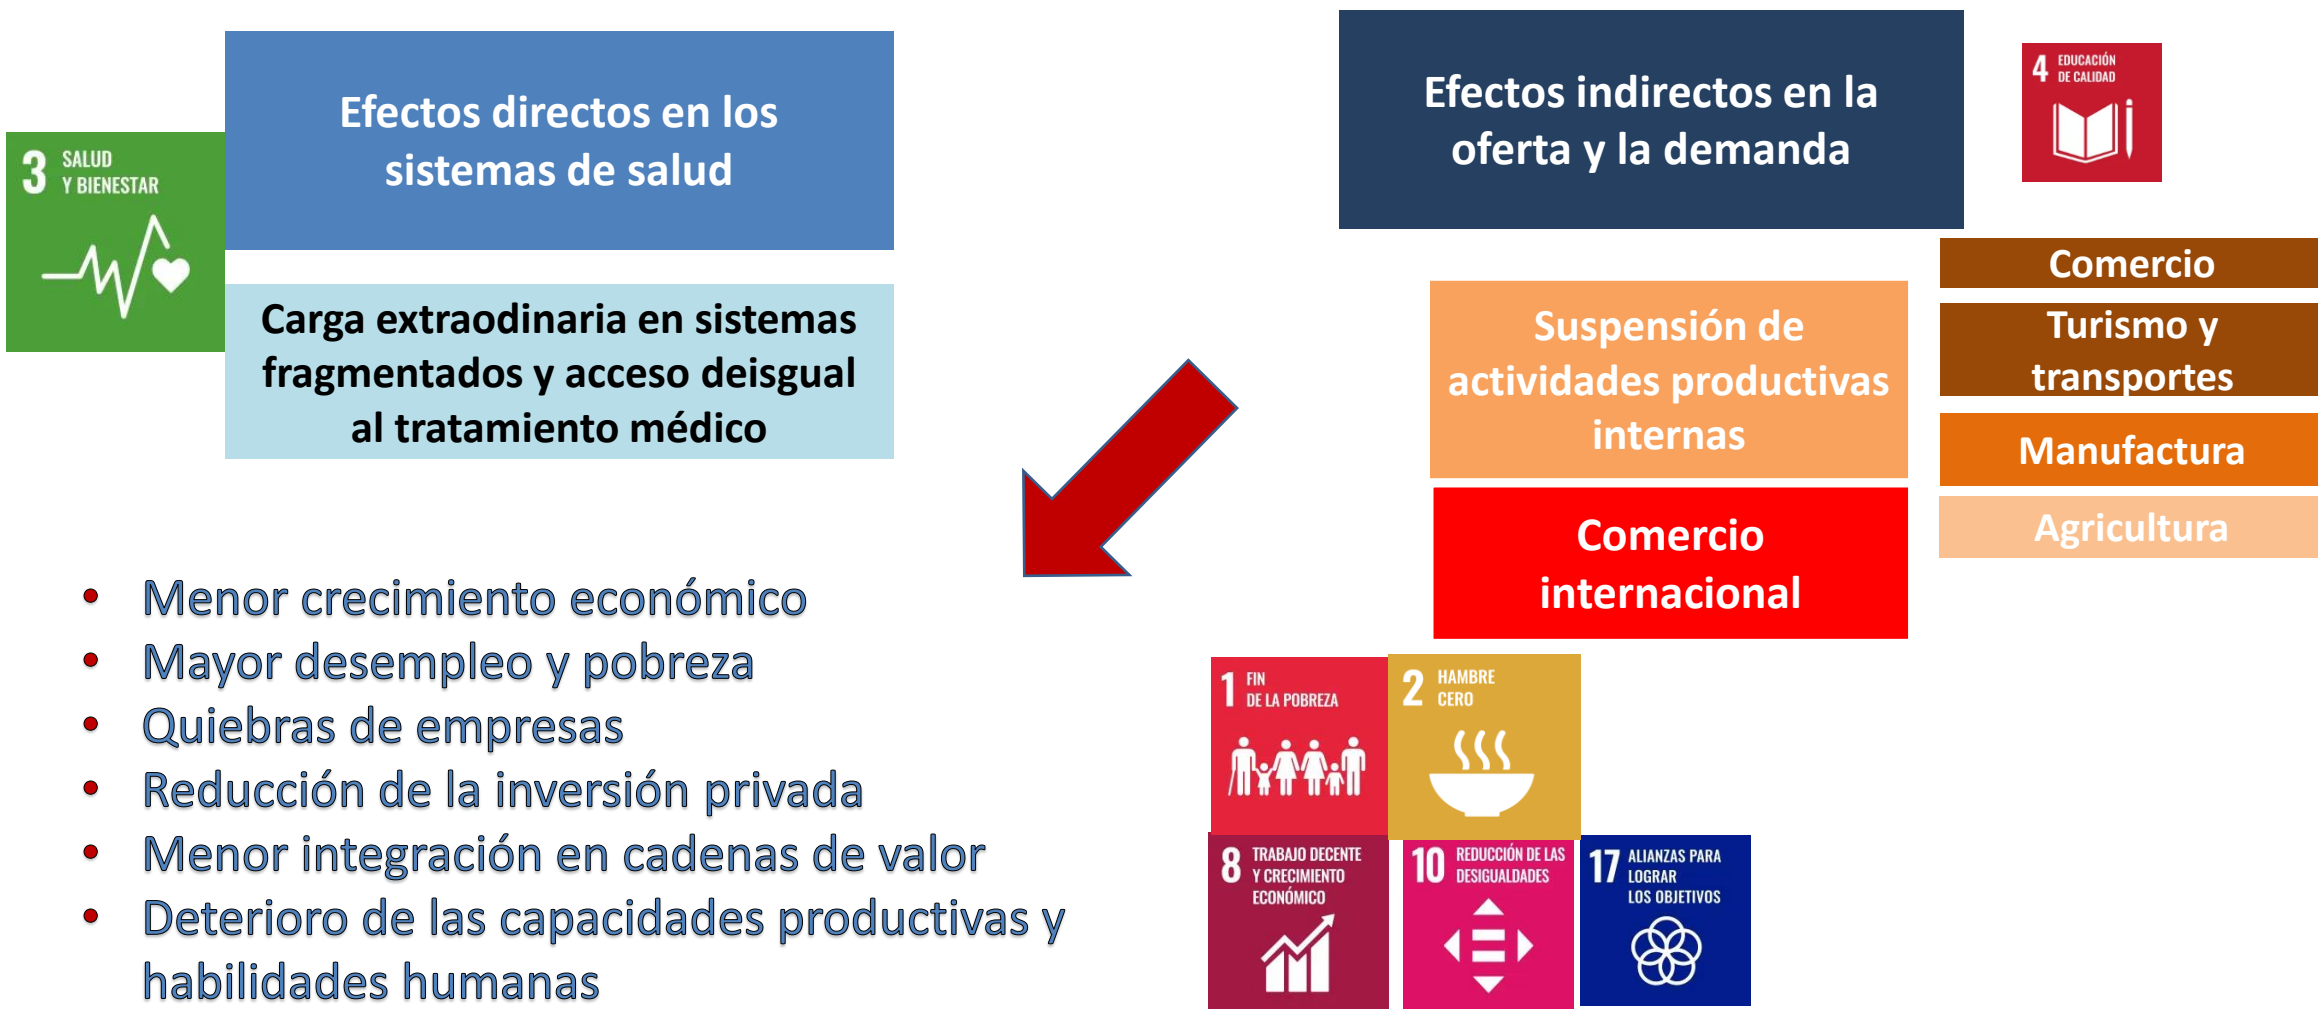 3 SALUD
Y BIENESTAR
Efectos directos en los
sistemas de salud
Carga extraodinaria en sistemas
fragmentados y acceso deisgual
al tratamiento médico
Efectos indirectos en la
oferta y la demanda
4 EDUCACIÓN
DE CALIDAD
Suspensión de
actividades productivas
internas
Comercio
internacional
Comercio
Turismo y
transportes
Manufactura
Agricultura
• Menor crecimiento económico
• Mayor desempleo y pobreza
• Quiebras de empresas
• Reducción de la inversión privada
• Menor integración en cadenas de valor
• Deterioro de las capacidades productivas y
habilidades humanas
1 FIN
DE LA POBREZA
2 HAMBRE
CERO
8 TRABAJO DECENTE
Y CRECIMIENTO
ECONÓMICO
10 REDUCCIÓN DE LAS
DESIGUALDADES
17 ALIANZAS PARA
LOGRAR
LOS OBJETIVOS